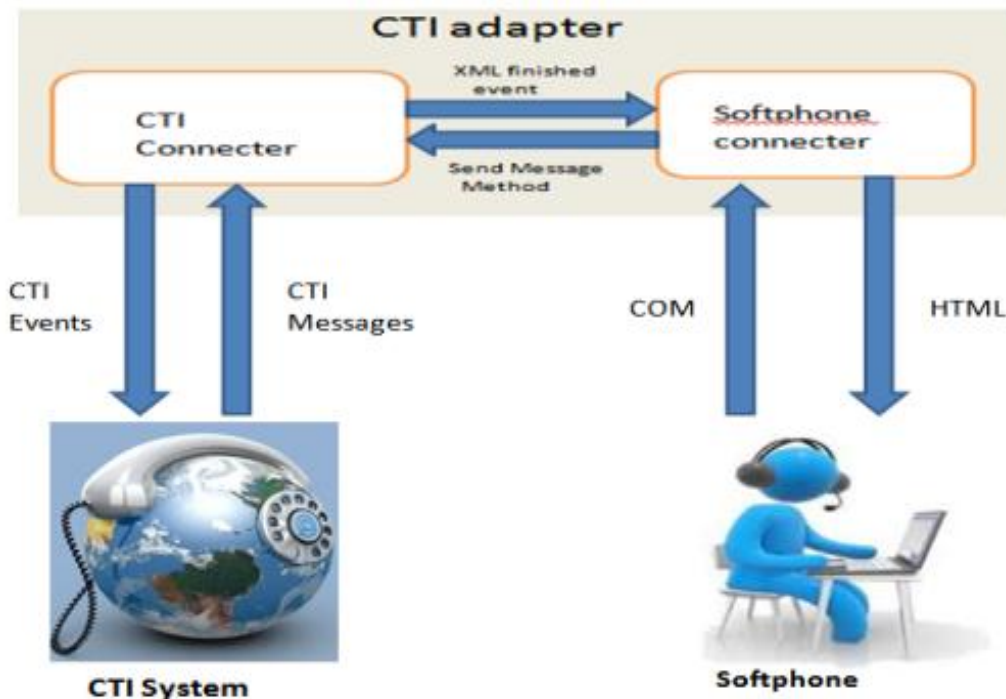 CTI adapter
XML finished
event
CTI
Connecter
Softphone
connecter
Send Message
Method
CTI
Events
CTI
Messages
COM
HTML
CTI System
Softphone